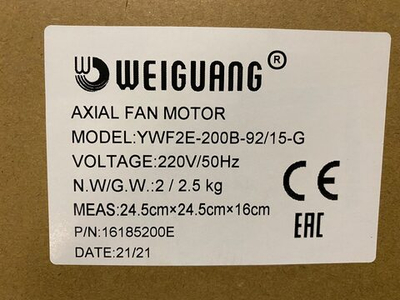 WEIGUANG®
AXIAL FAN MOTOR
MODEL:YWF2E-200B-92/15-G
VOLTAGE:220V/50Hz
N.W/G.W.:2 / 2.5 kg
MEAS:24.5cm×24.5cm×16cm
P/N:16185200E
DATE:21/21
CE
EAC